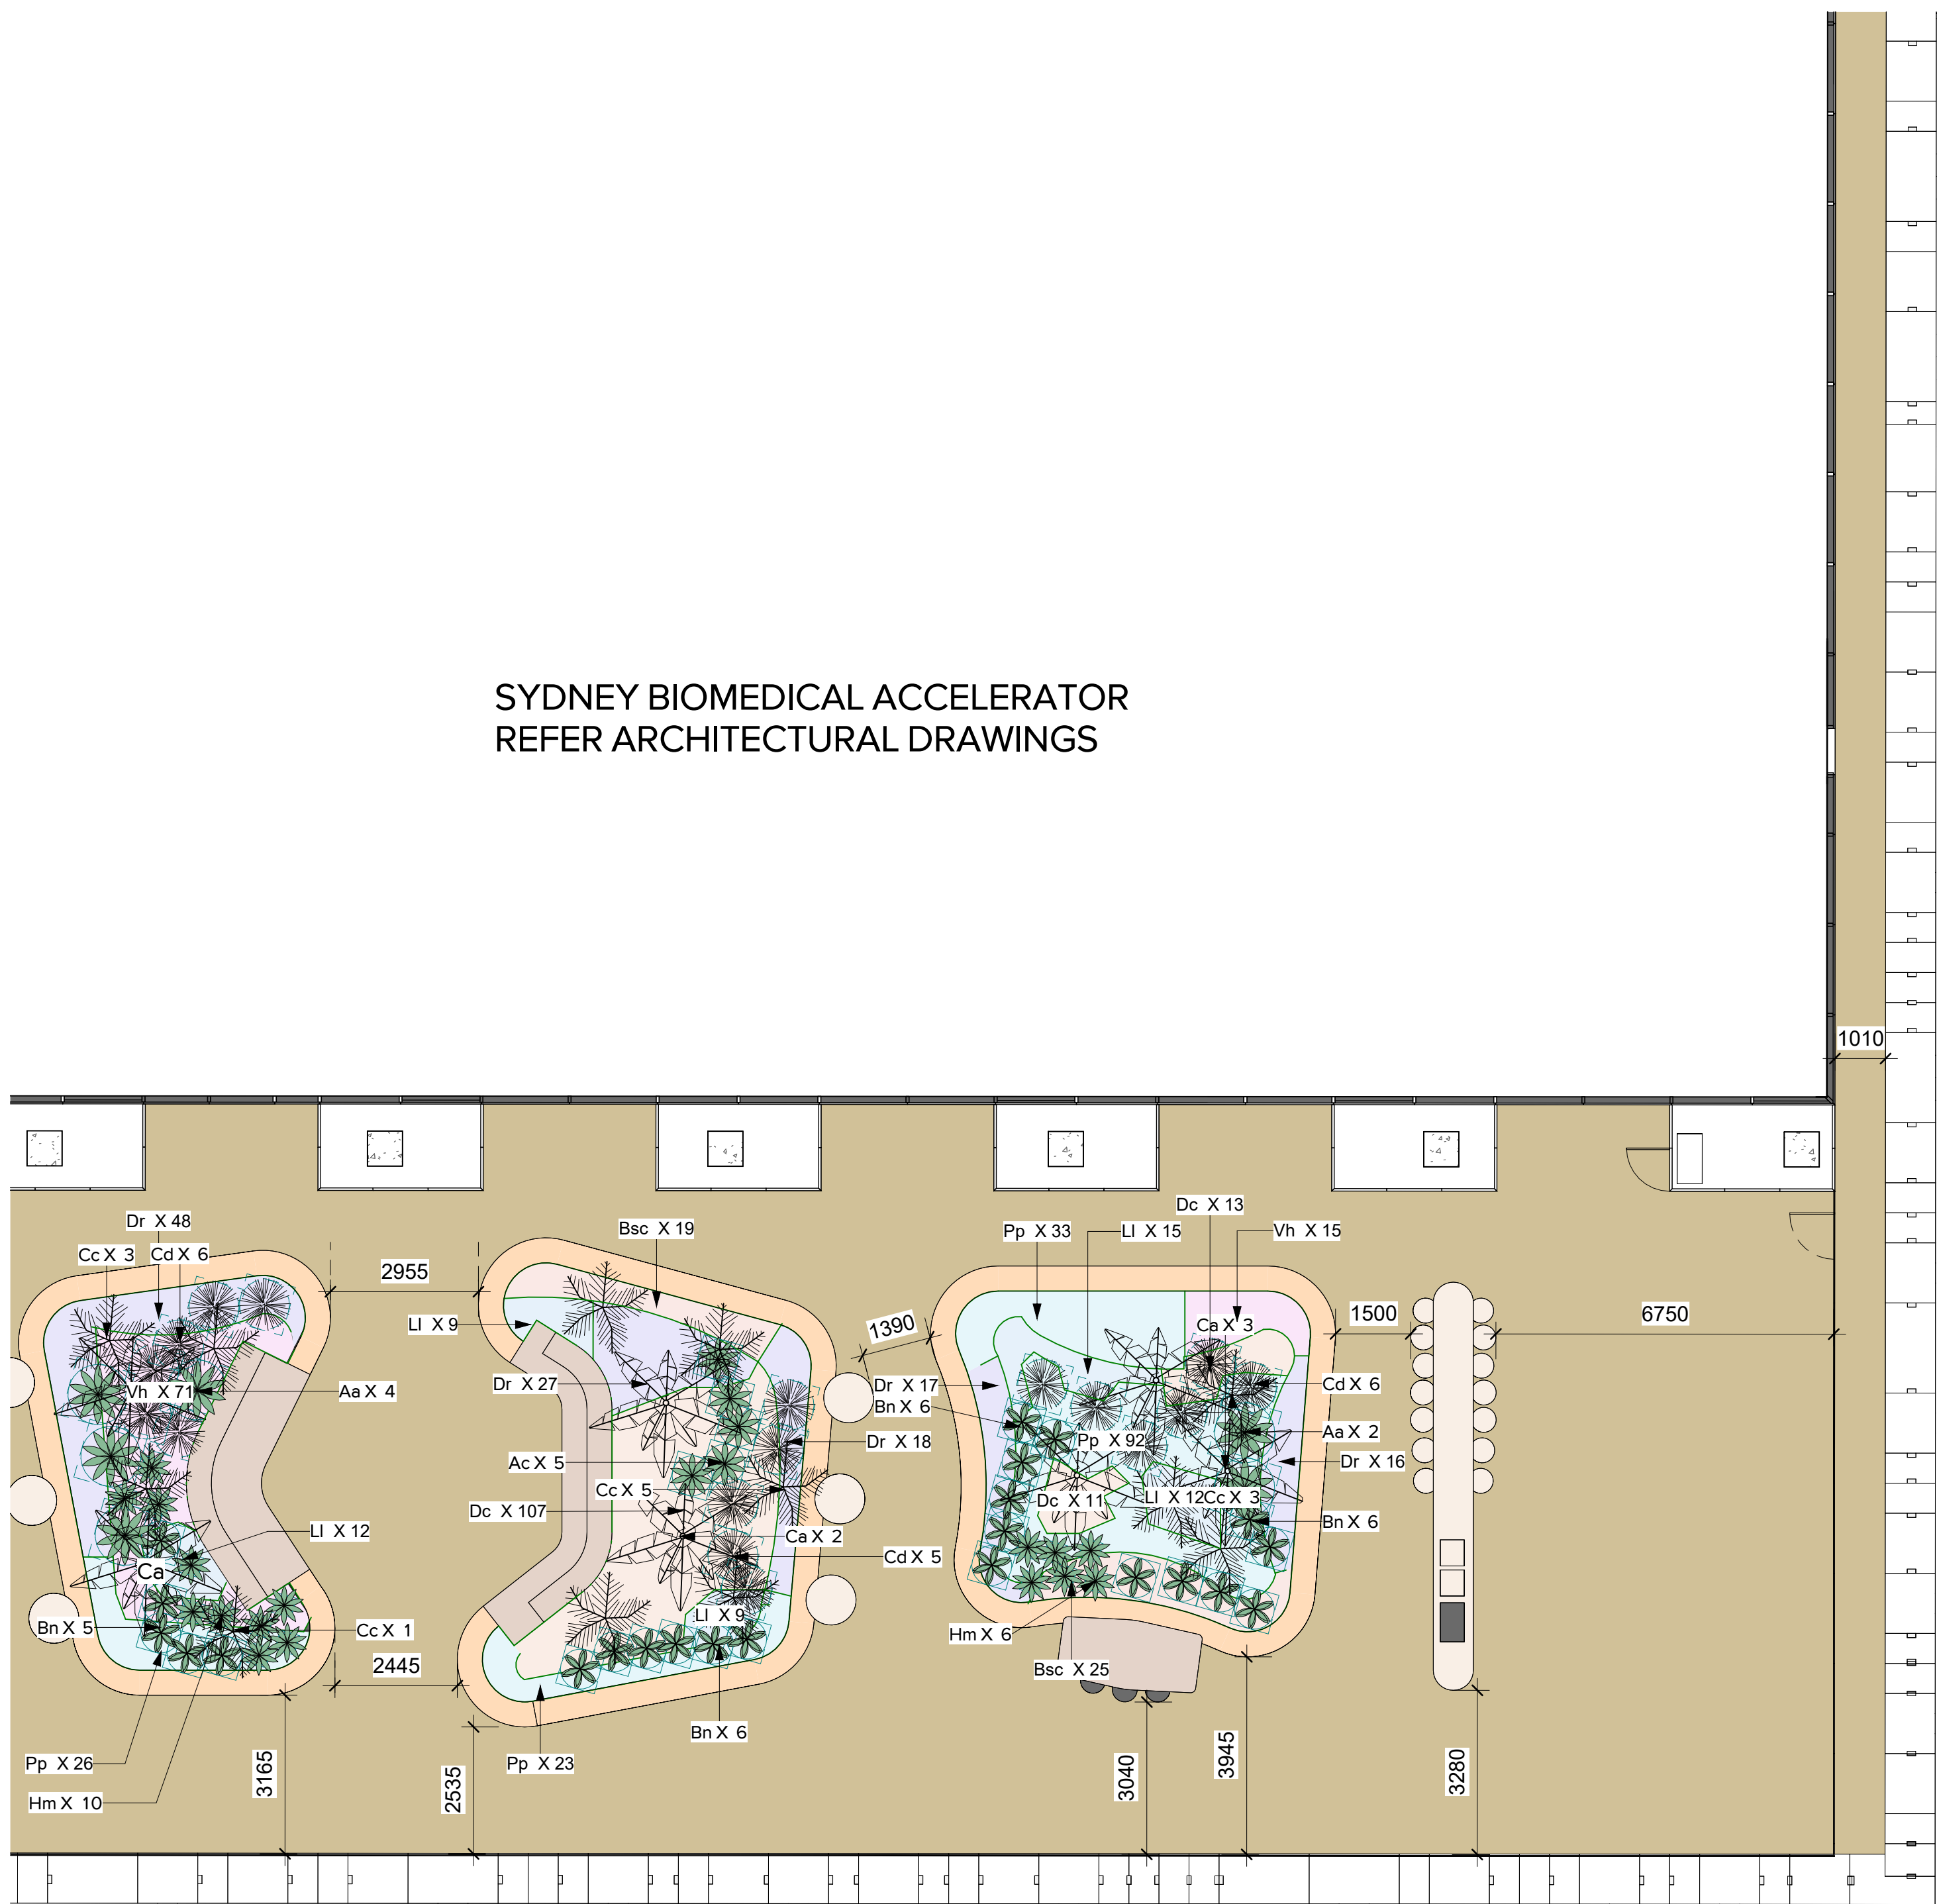 SYDNEY BIOMEDICAL ACCELERATOR
REFER ARCHITECTURAL DRAWINGS
1010
Dc X 13
Dr X 48
Bsc X 19
Pp X 33
Ll X 15
Vh X 15
Cc X 3
Cd X 6
2955
1390
1500
6750
Ll X 9
Ca X 3
Vh X 71
Aa X 4
Dr X 27
Dr X 17
Cd X 6
Bn X 6
Dr X 18
Pp X 92
Aa X 2
Ac X 5
Dr X 16
Cc X 5
Dc X 107
Dc X 11
Ll X 12
Cc X 3
Ll X 12
Ca X 2
Bn X 6
Cd X 5
Ca
Ll X 9
Bn X 5
Cc X 1
Hm X 6
2445
Bsc X 25
Bn X 6
Pp X 26
3165
2535
Pp X 23
3040
3945
3280
Hm X 10